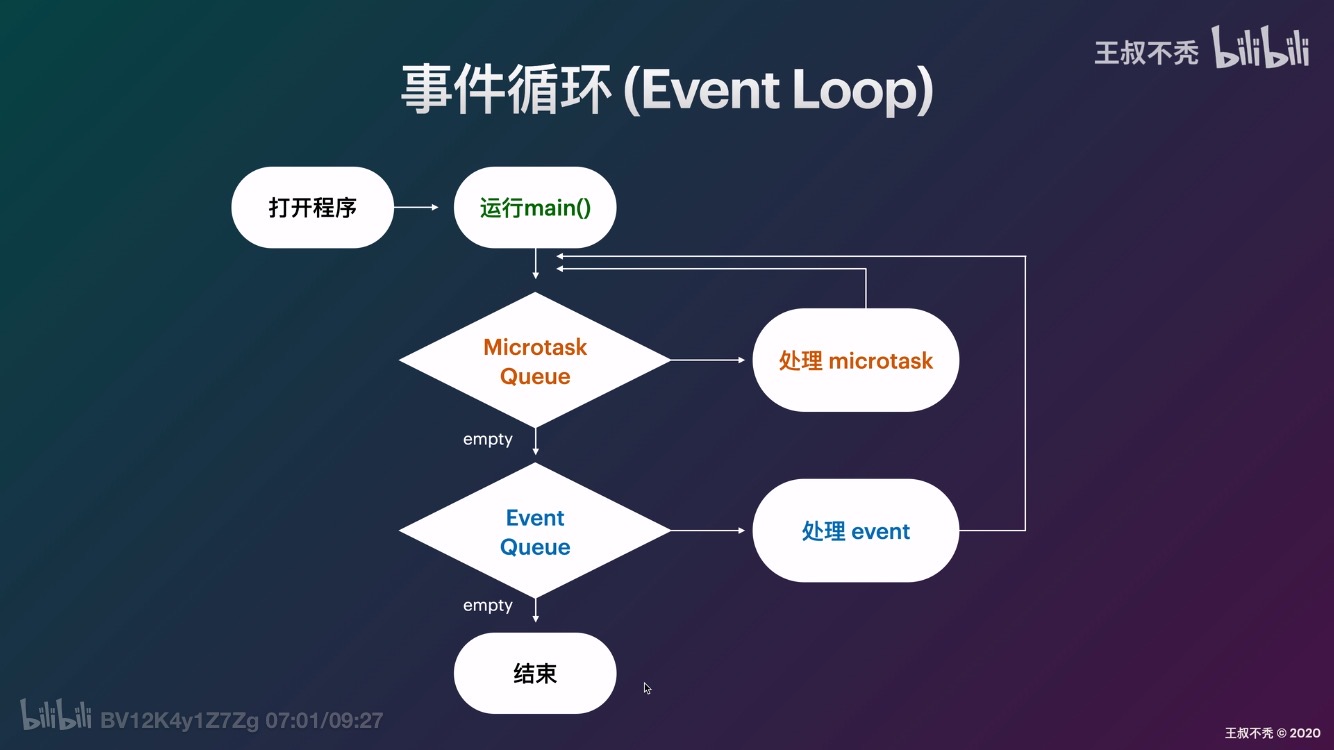 王叔不秃 bilibili
事件循环 (Event Loop)
打开程序
运行main()
Microtask
Queue
处理 microtask
empty
Event
Queue
处理 event
empty
结束
bilibili BV12K4y1Z7Zg 07:01/09:27
王叔不秃 © 2020